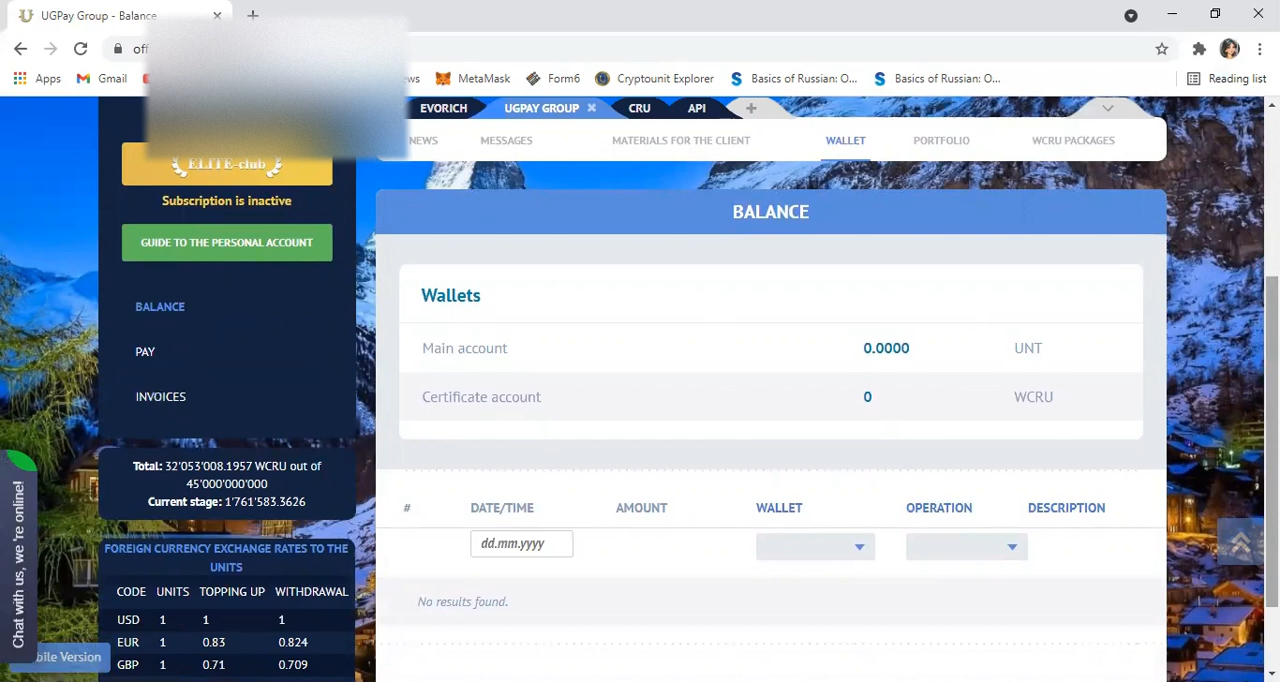 UGPay Group - Balance
off
Apps Gmail ws MetaMask Form6 Cryptounit Explorer Basics of Russian: O... Basics of Russian: O... Reading list
EVORICH UGPAY GROUP CRU API
NEWS MESSAGES MATERIALS FOR THE CLIENT WALLET PORTFOLIO WCRU PACKAGES
ELITE-club
Subscription is inactive
GUIDE TO THE PERSONAL ACCOUNT
BALANCE
PAY
INVOICES
Total: 32'053'008.1957 WCRU out of
45'000'000'000
Current stage: 1'761'583.3626
FOREIGN CURRENCY EXCHANGE RATES TO THE
UNITS
CODE UNITS TOPPING UP WITHDRAWAL
USD 1 1 1
EUR 1 0.83 0.824
GBP 1 0.71 0.709
Chat with us, we 're online!
bile Version
BALANCE
Wallets
Main account 0.0000 UNT
Certificate account 0 WCRU
# DATE/TIME AMOUNT WALLET OPERATION DESCRIPTION
dd.mm.yyyy
No results found.